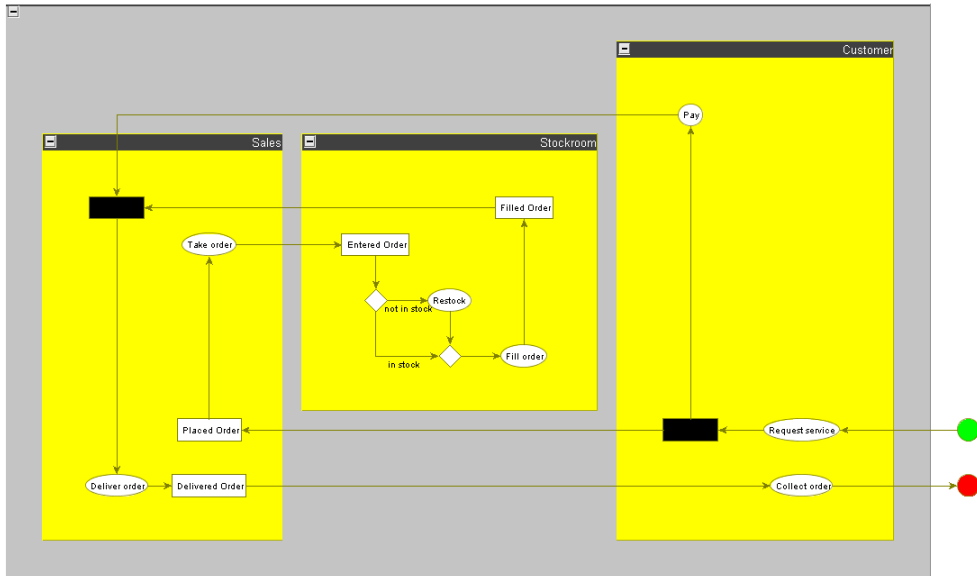 Customer
Pay
Sales
Stockroom
Filled Order
Take order
Entered Order
not in stock
Restock
in stock
Fill order
Placed Order
Request service
Deliver order
Delivered Order
Collect order